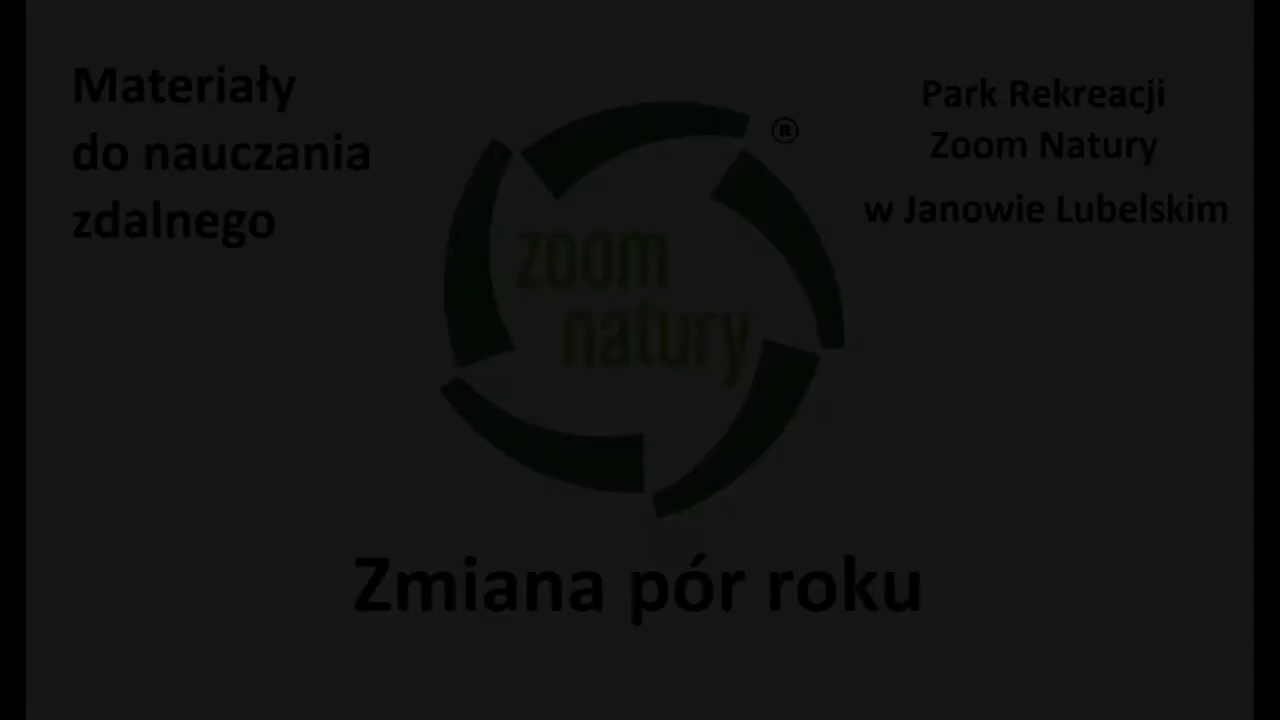 Materiały
do nauczania
zdalnego
Park Rekreacji
Zoom Natury
w Janowie Lubelskim
®
zoom
natury
Zmiana pór roku